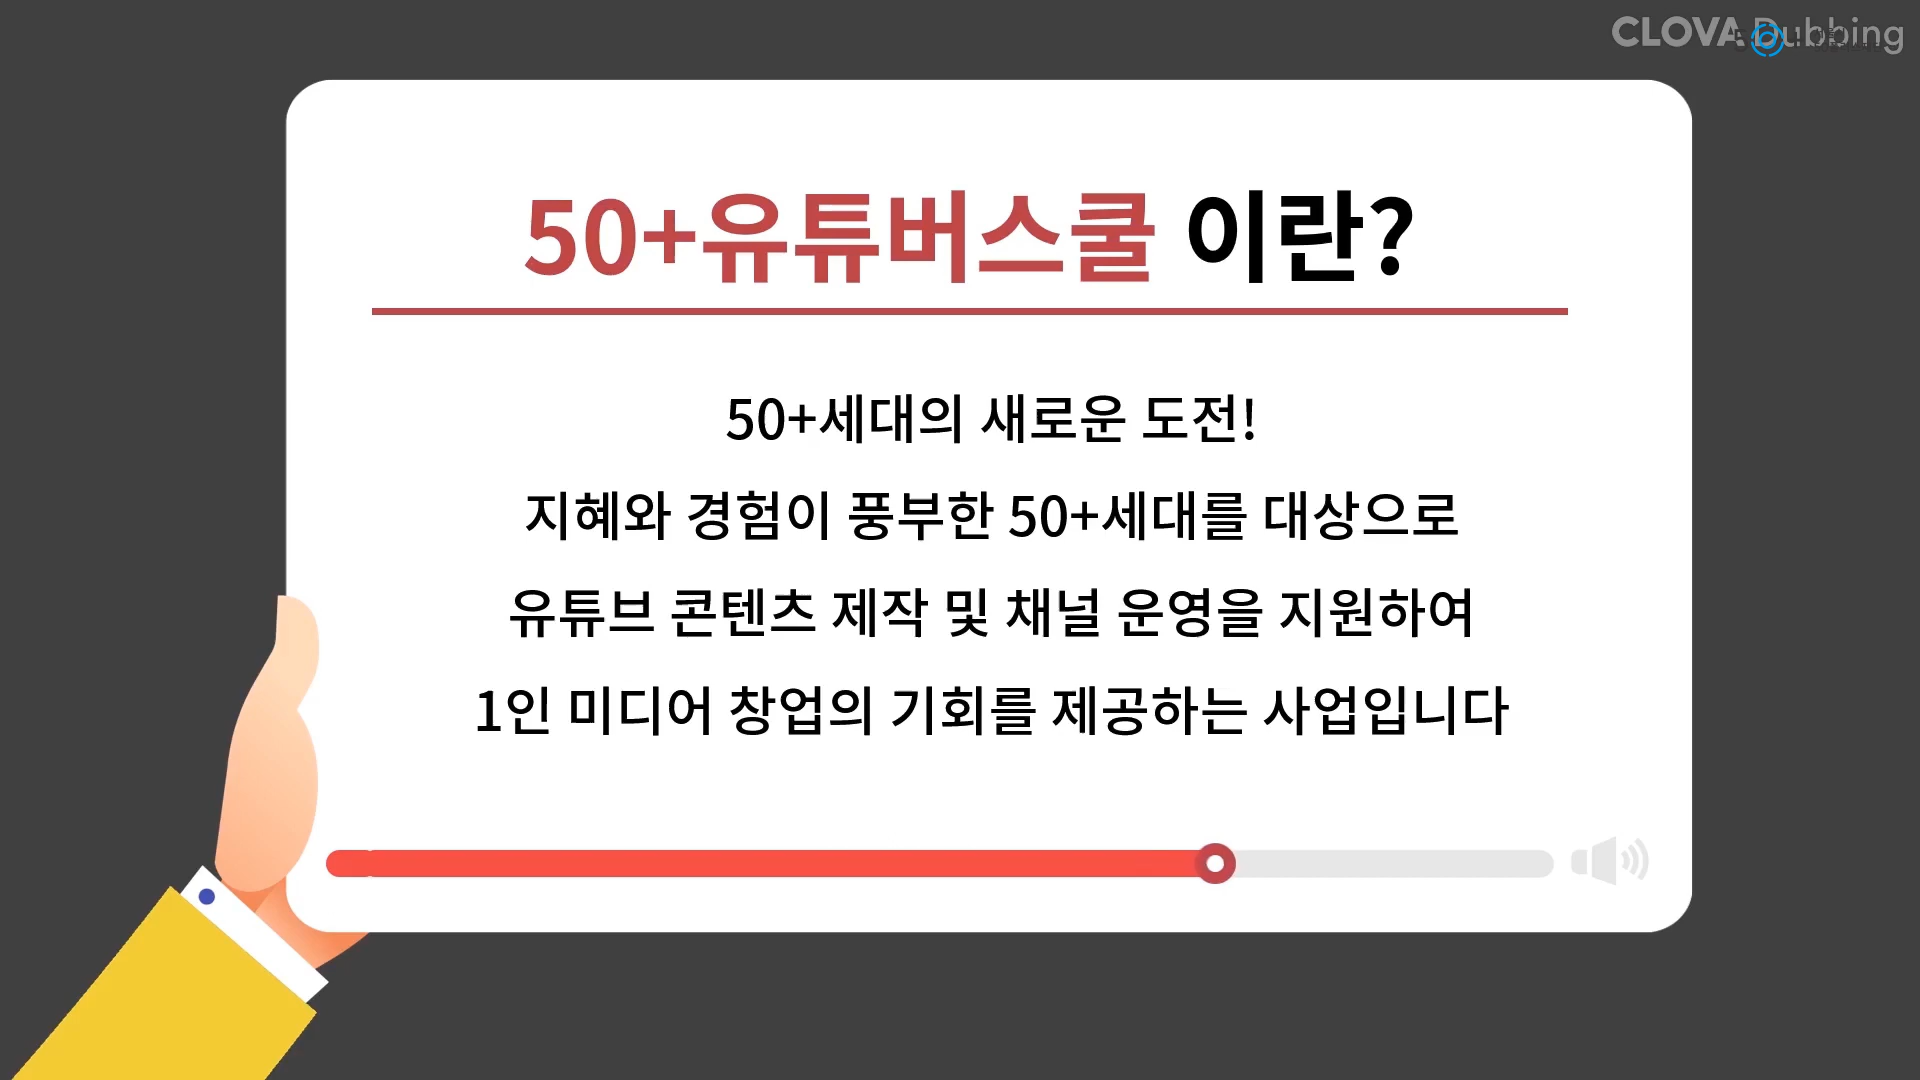 CLOVA Dubbing
50+유튜버스쿨 이란?
50+세대의 새로운 도전!
지혜와 경험이 풍부한 50+세대를 대상으로
유튜브 콘텐츠 제작 및 채널 운영을 지원하여
1인 미디어 창업의 기회를 제공하는 사업입니다